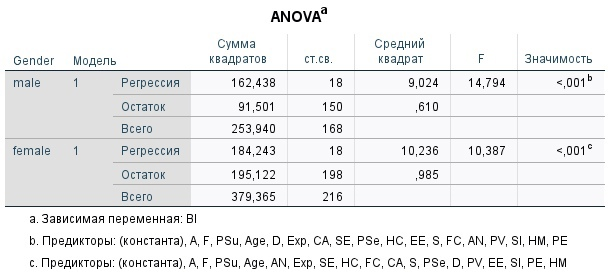 ANOVAa
Gender Модель Сумма квадратов ст.св. Средний квадрат F Значимость
male 1 Регрессия 162,438 18 9,024 14,794 <,001b
Остаток 91,501 150 ,610
Всего 253,940 168
female 1 Регрессия 184,243 18 10,236 10,387 <,001c
Остаток 195,122 198 ,985
Всего 379,365 216
a. Зависимая переменная: BI
b. Предикторы: (константа), A, F, PSu, Age, D, Exp, CA, SE, PSe, HC, EE, S, FC, AN, PV, SI, HM, PE
c. Предикторы: (константа), A, F, PSu, Age, AN, Exp, SE, HC, FC, CA, S, PSe, D, PV, EE, SI, PE, HM